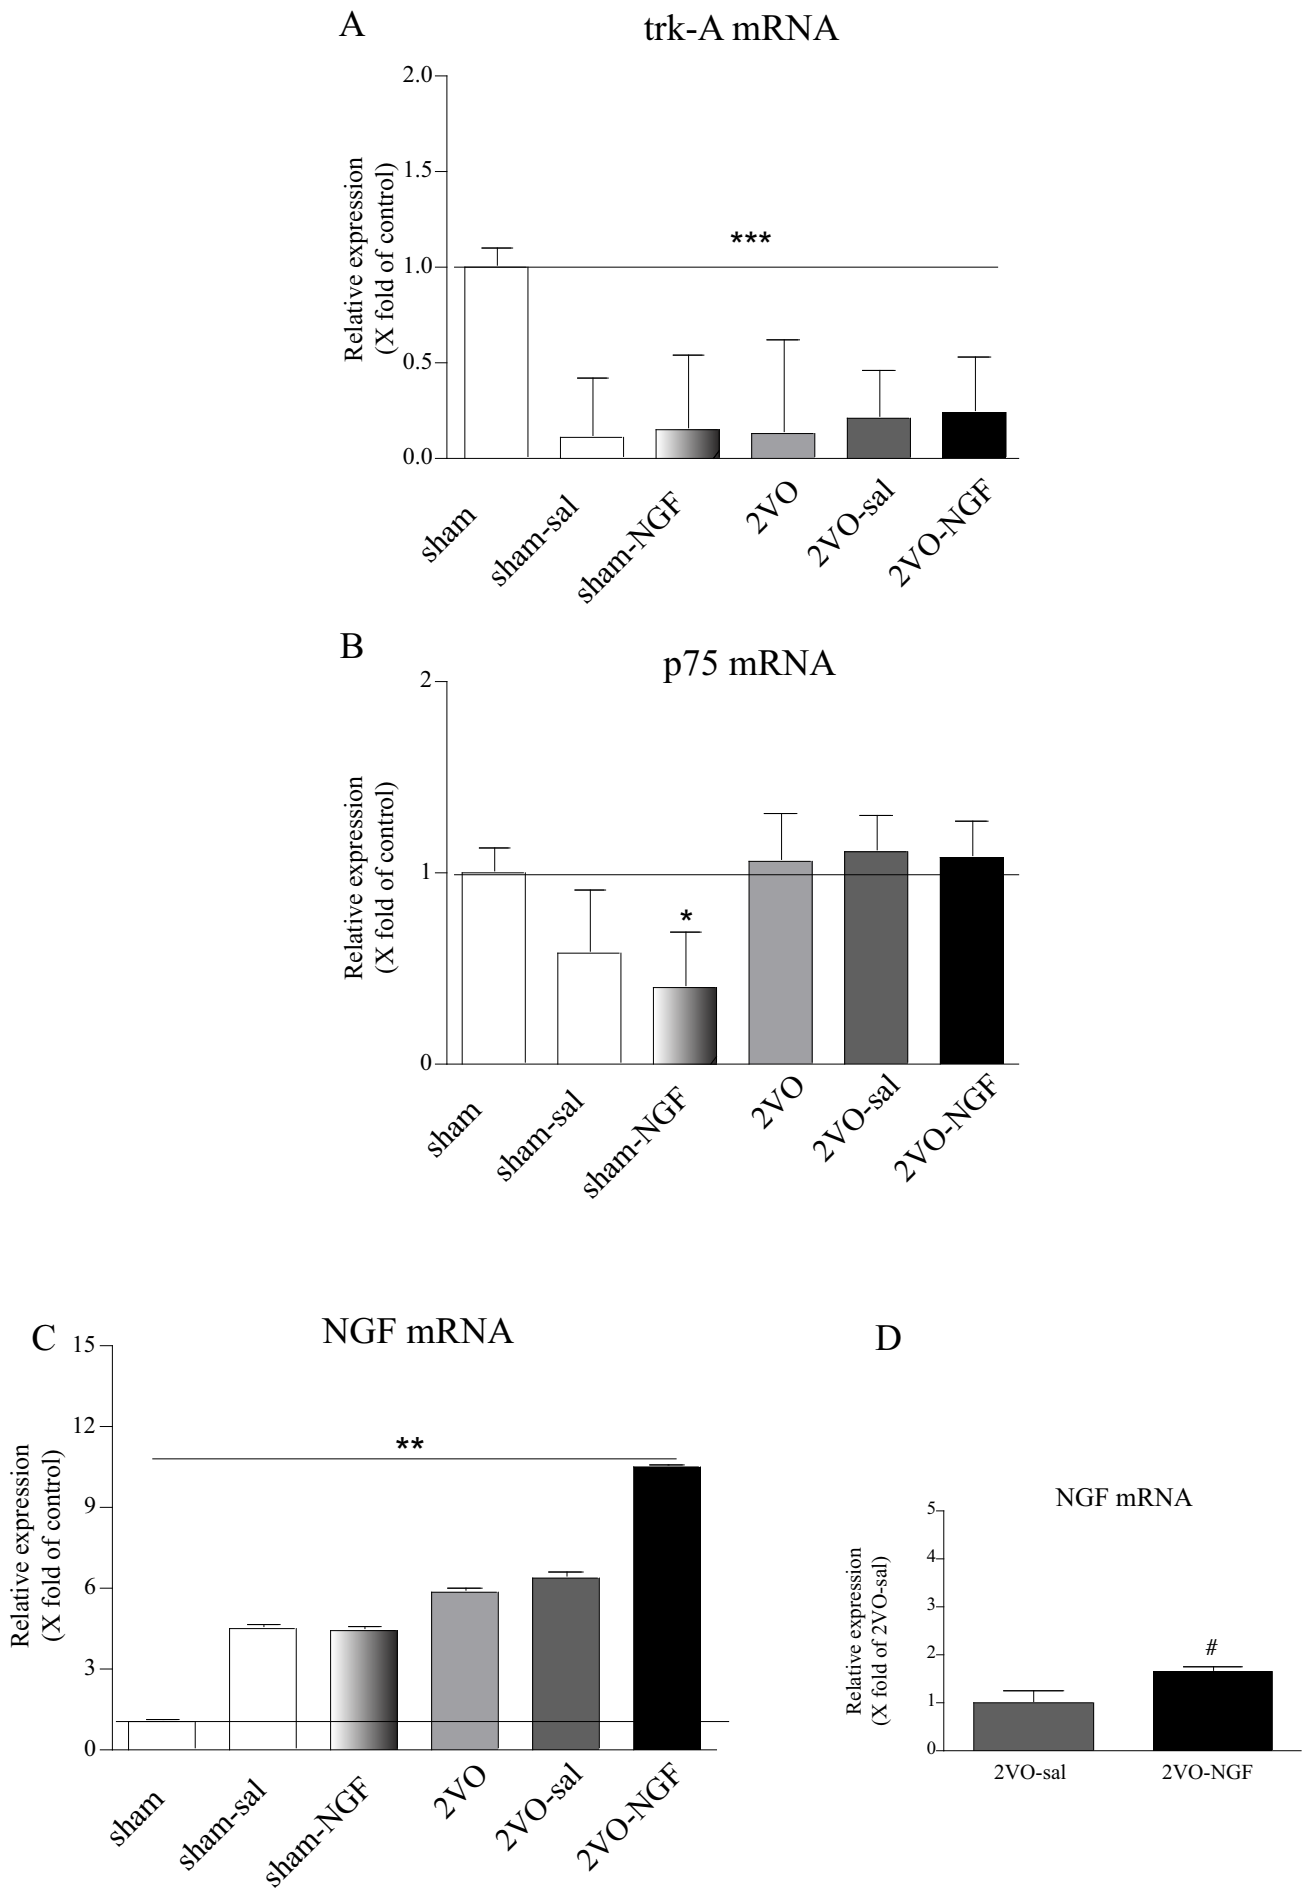 A
trk-A mRNA
Relative expression
(X fold of control)
2.0
1.5
1.0
0.5
0.0
***
sham
sham-sal
sham-NGF
2VO
2VO-sal
2VO-NGF
B
p75 mRNA
Relative expression
(X fold of control)
2
1
0
*
sham
sham-sal
sham-NGF
2VO
2VO-sal
2VO-NGF
C
NGF mRNA
Relative expression
(X fold of control)
15
12
9
6
3
0
**
sham
sham-sal
sham-NGF
2VO
2VO-sal
2VO-NGF
D
NGF mRNA
Relative expression
(X fold of 2VO-sal)
5
4
3
2
1
0
#
2VO-sal
2VO-NGF